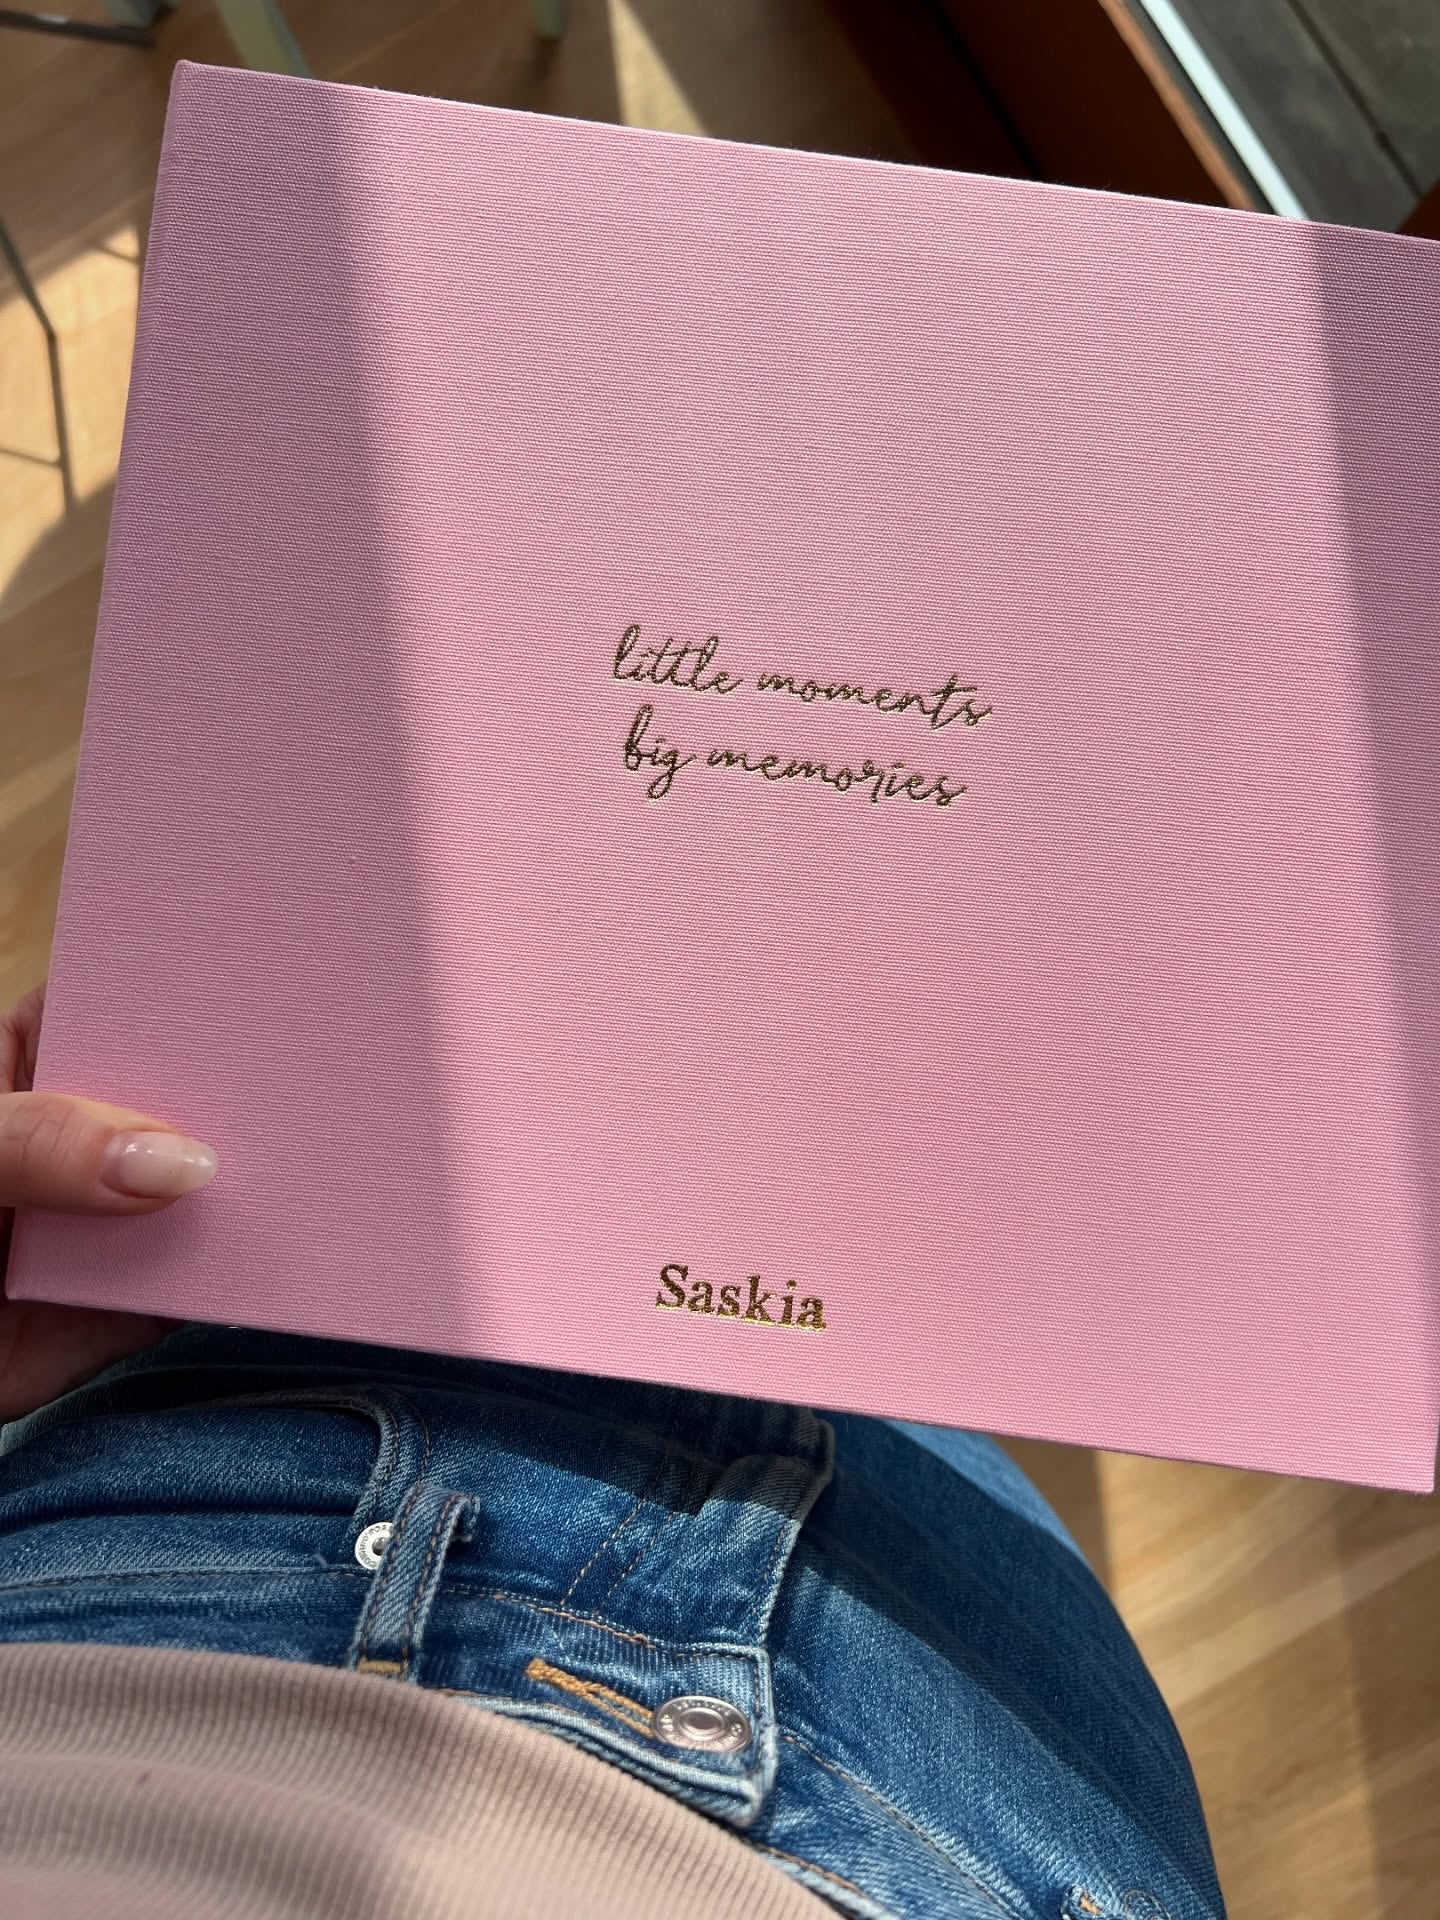 little moments
big memories
Saskia